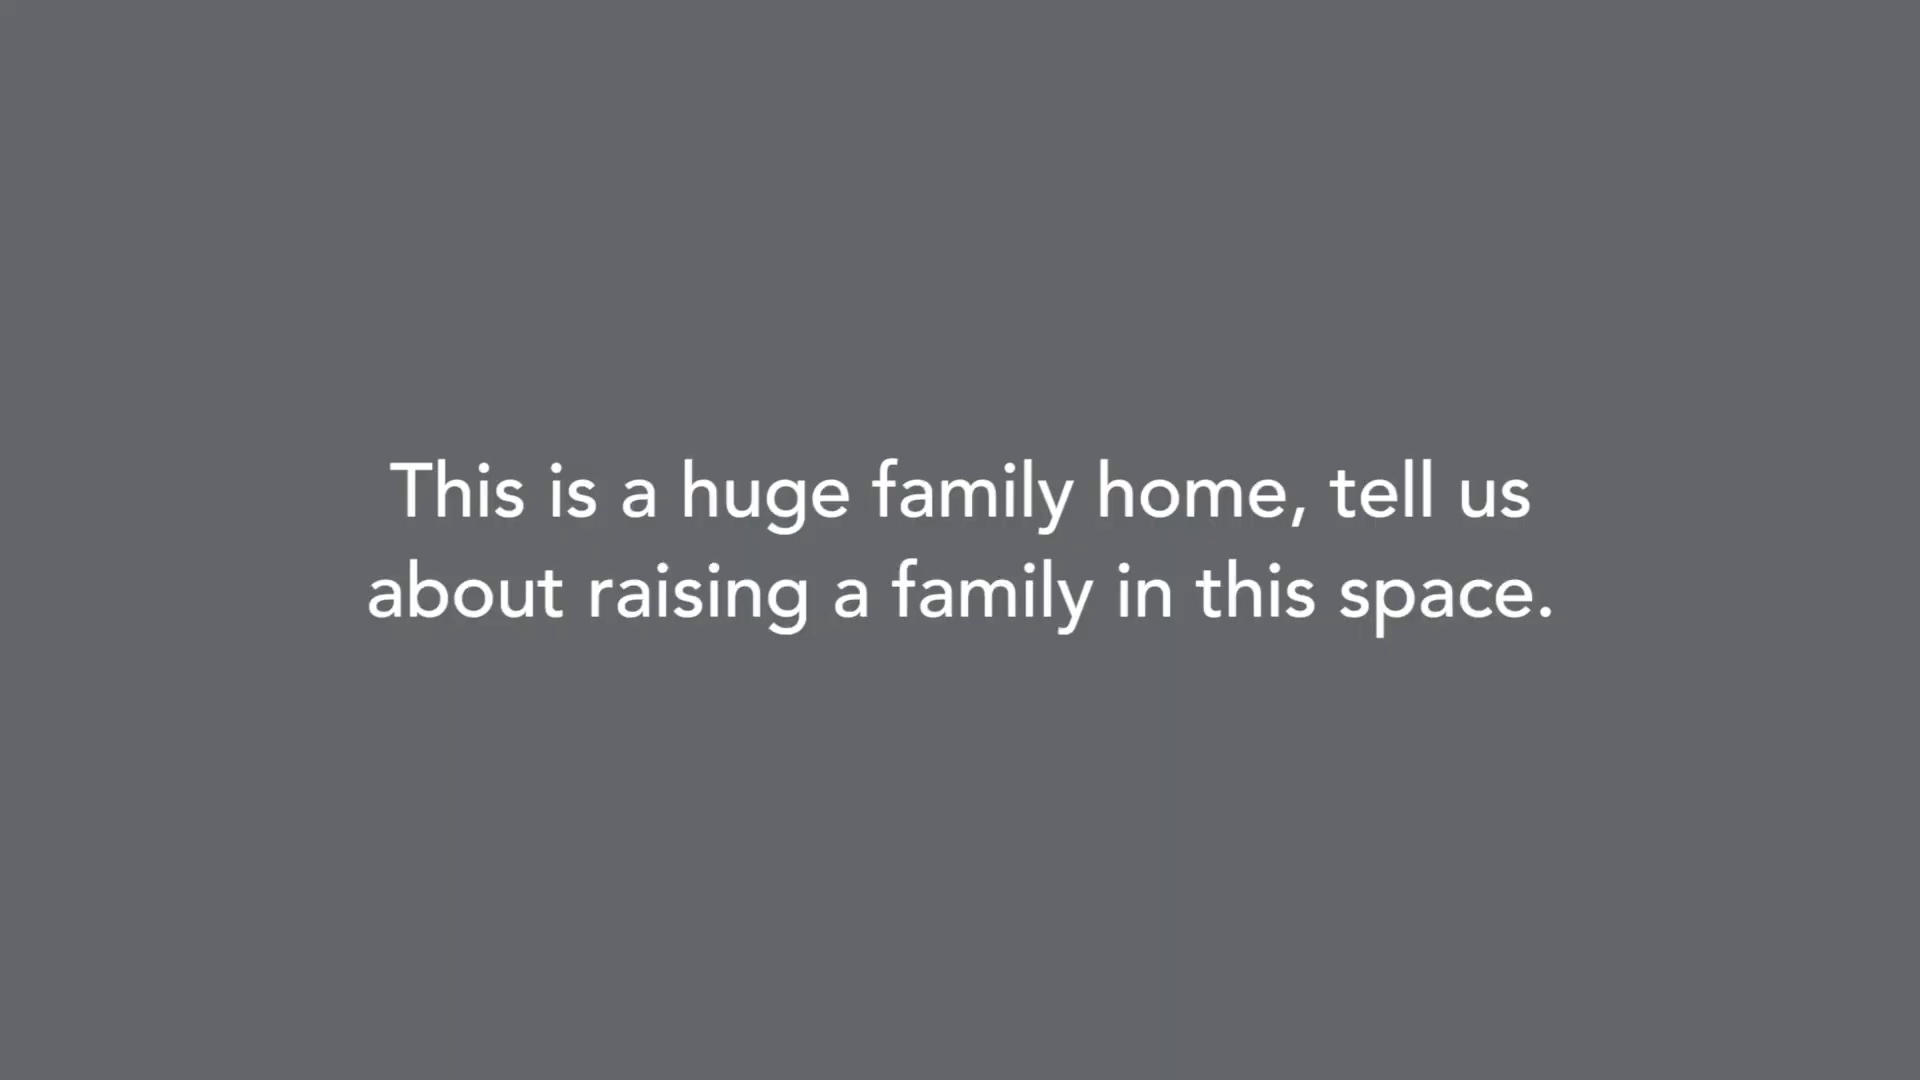 This is a huge family home, tell us
about raising a family in this space.